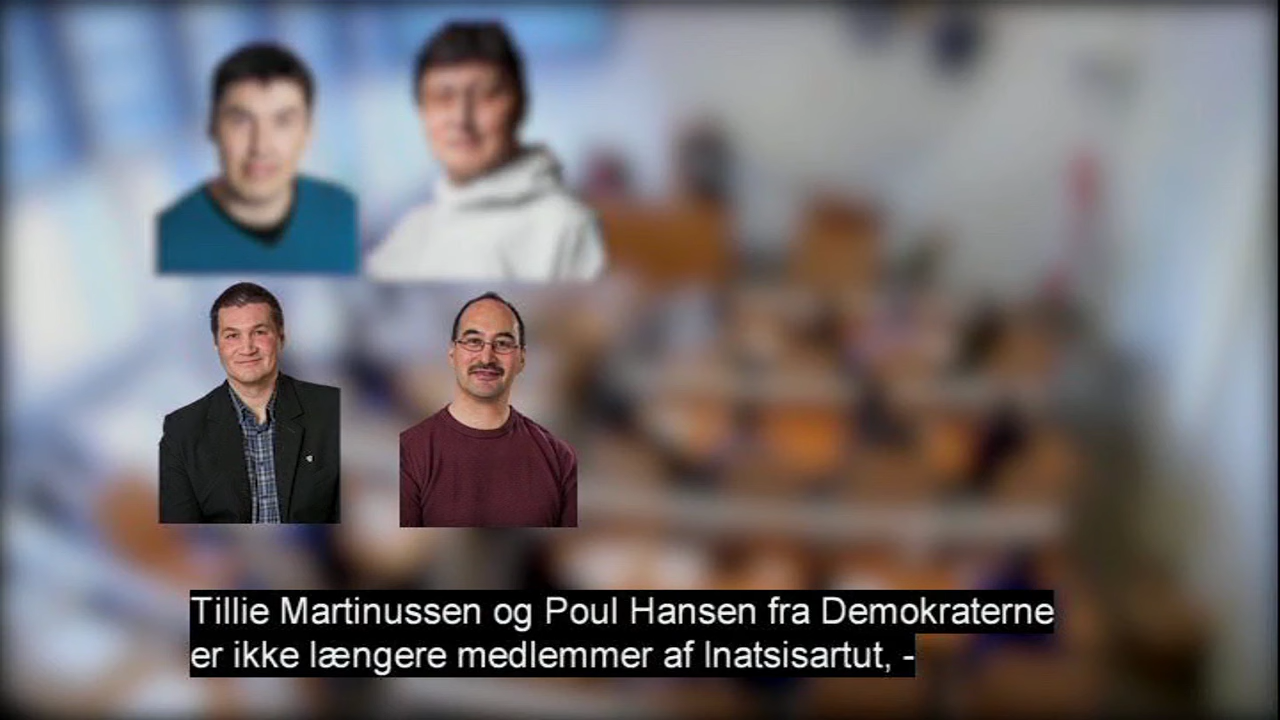 Tillie Martinussen og Poul Hansen fra Demokraterne
er ikke længere medlemmer af Inatsisartut, -